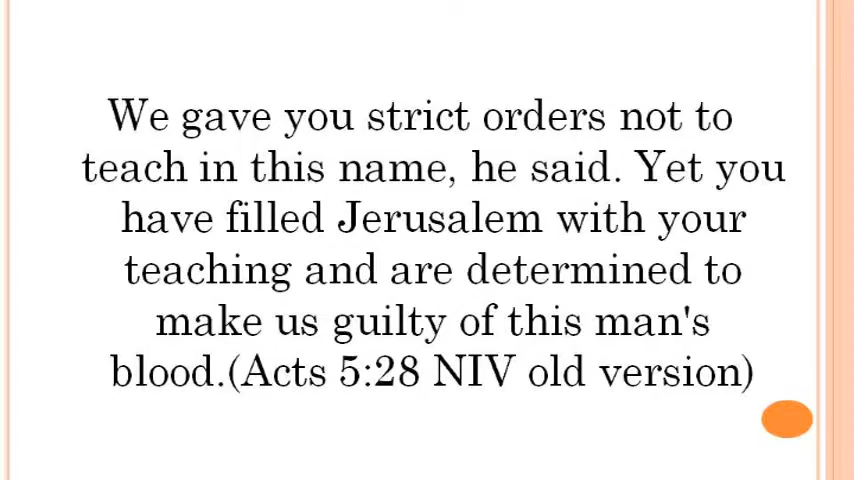 We gave you strict orders not to
teach in this name, he said. Yet you
have filled Jerusalem with your
teaching and are determined to
make us guilty of this man's
blood.(Acts 5:28 NIV old version)